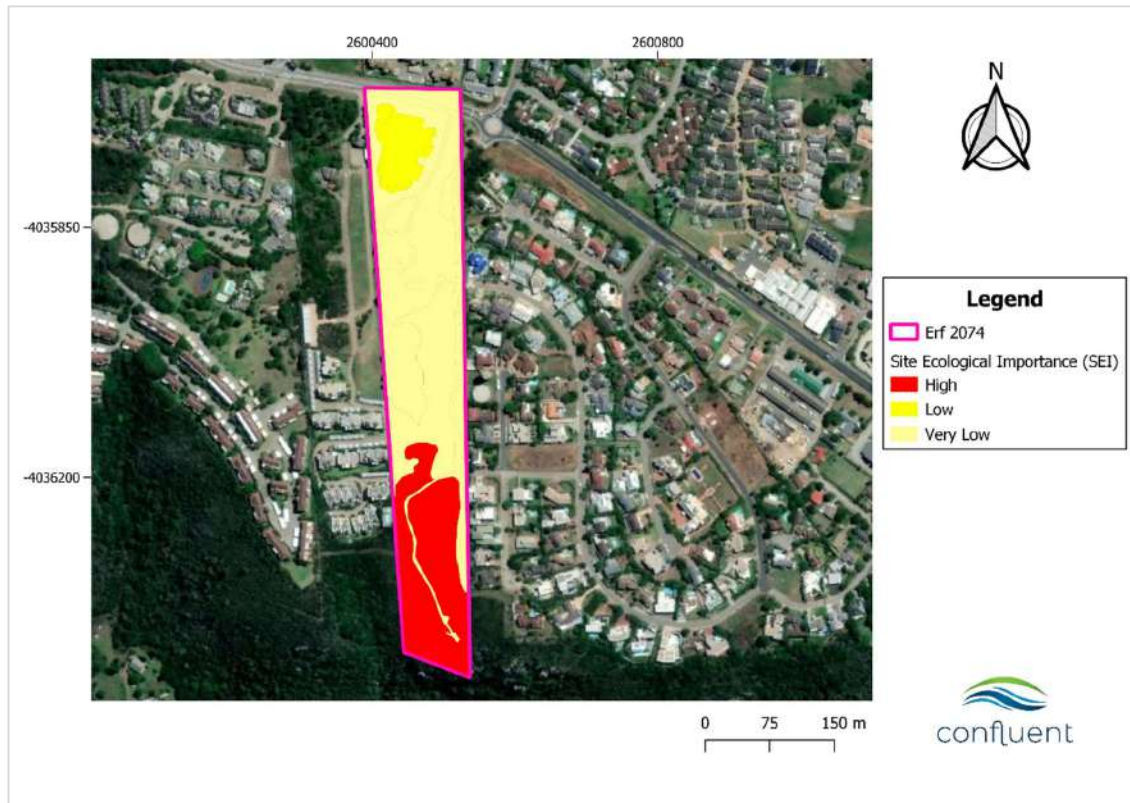 2600400
2600800
N
-4035850
-4036200
Legend
Erf 2074
Site Ecological Importance (SEI)
High
Low
Very Low
0 75 150 m
confluent